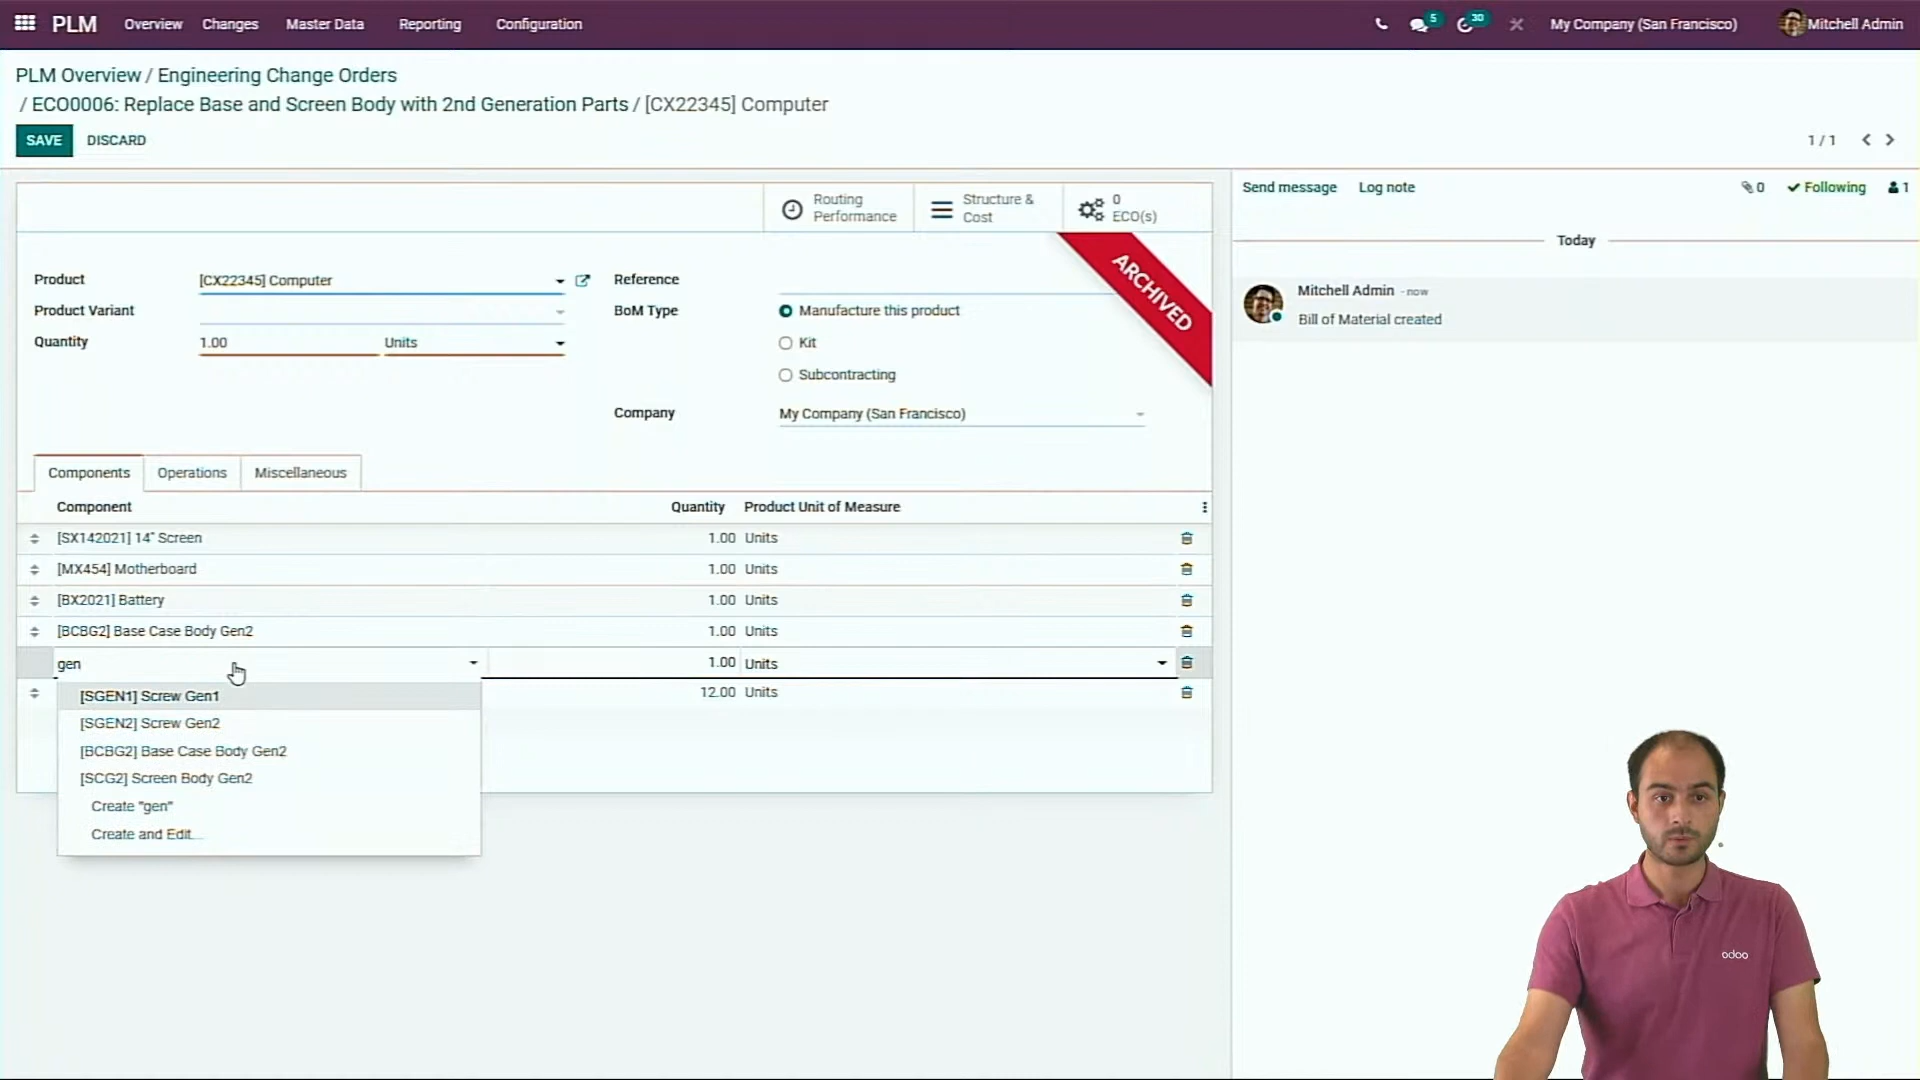 PLM Overview Changes Master Data Reporting Configuration 5 30 My Company (San Francisco) Mitchell Admin
PLM Overview / Engineering Change Orders
/ ECO0006: Replace Base and Screen Body with 2nd Generation Parts / [CX22345] Computer
SAVE DISCARD 1 / 1
Routing Performance
Structure & Cost
0 ECO(s)
Send message Log note 0 Following 1
Today
ARCHIVED
Product [CX22345] Computer Reference
Product Variant BoM Type Manufacture this product
Quantity 1.00 Units Kit
Subcontracting
Company My Company (San Francisco)
Mitchell Admin - now
Bill of Material created
Components Operations Miscellaneous
Component Quantity Product Unit of Measure
[SX142021] 14" Screen 1.00 Units
[MX454] Motherboard 1.00 Units
[BX2021] Battery 1.00 Units
[BCBG2] Base Case Body Gen2 1.00 Units
gen 1.00 Units
12.00 Units
[SGEN1] Screw Gen1
[SGEN2] Screw Gen2
[BCBG2] Base Case Body Gen2
[SCG2] Screen Body Gen2
Create "gen"
Create and Edit...
odoo